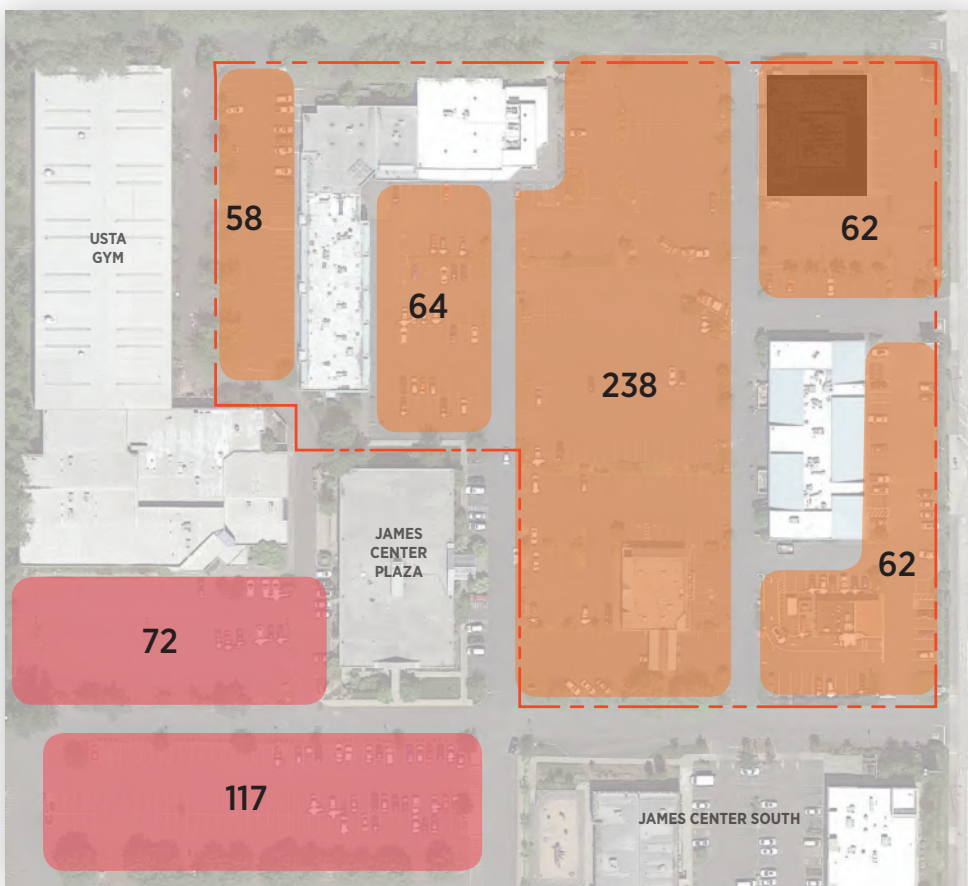 USTA
GYM
58
64
238
62
62
JAMES
CENTER
PLAZA
72
117
JAMES CENTER SOUTH